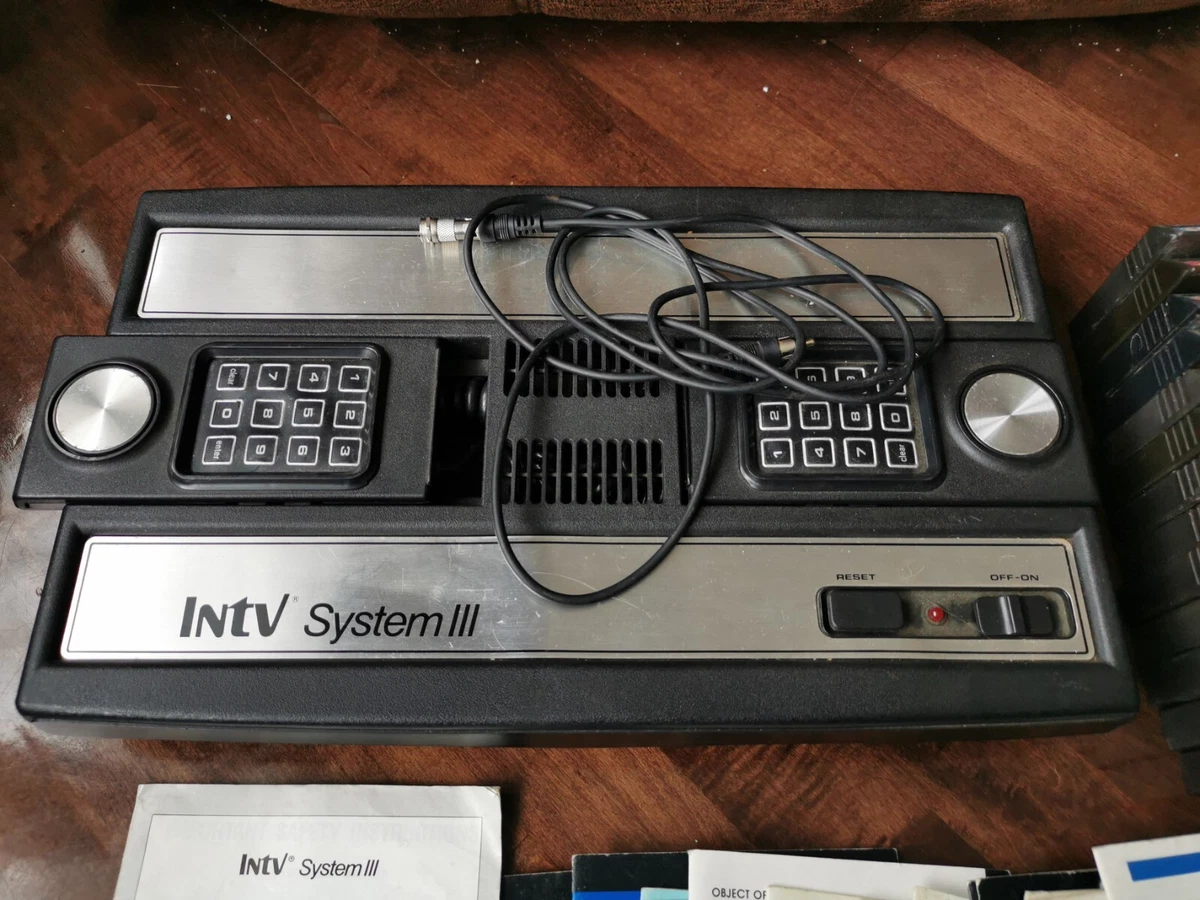 clear 7 4 1
0 8 5 2
enter 9 6 3
2 5 8 0
1 4 7 clear
RESET OFF-ON
INTV® System III
INTV® System III
OBJECT OF